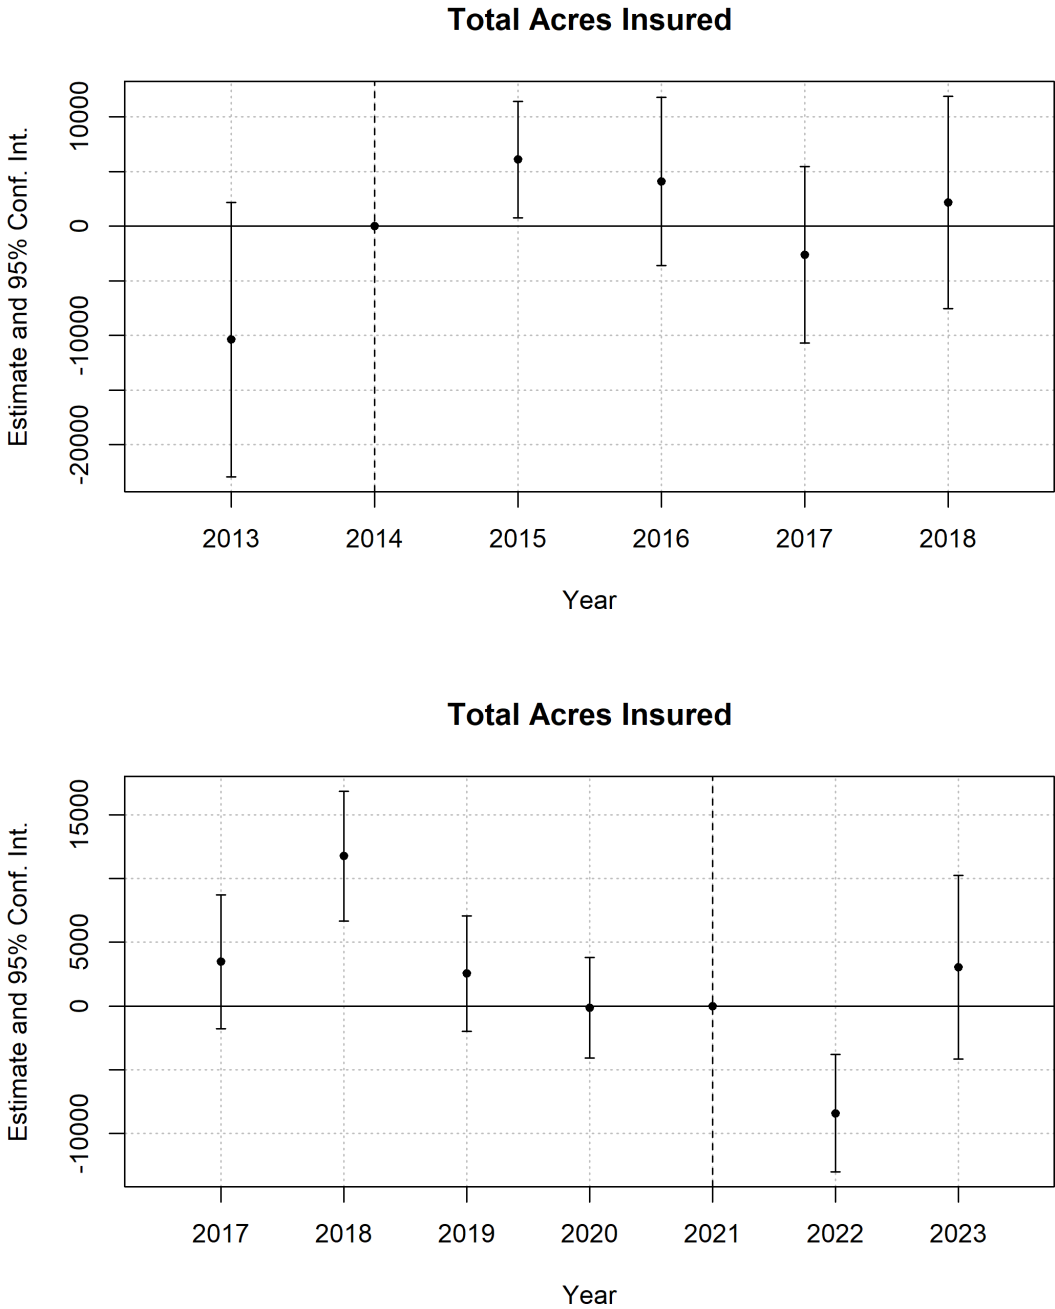 Total Acres Insured
Estimate and 95% Conf. Int.
10000
0
-10000
-20000
2013 2014 2015 2016 2017 2018
Year
Total Acres Insured
Estimate and 95% Conf. Int.
15000
5000
0
-10000
2017 2018 2019 2020 2021 2022 2023
Year